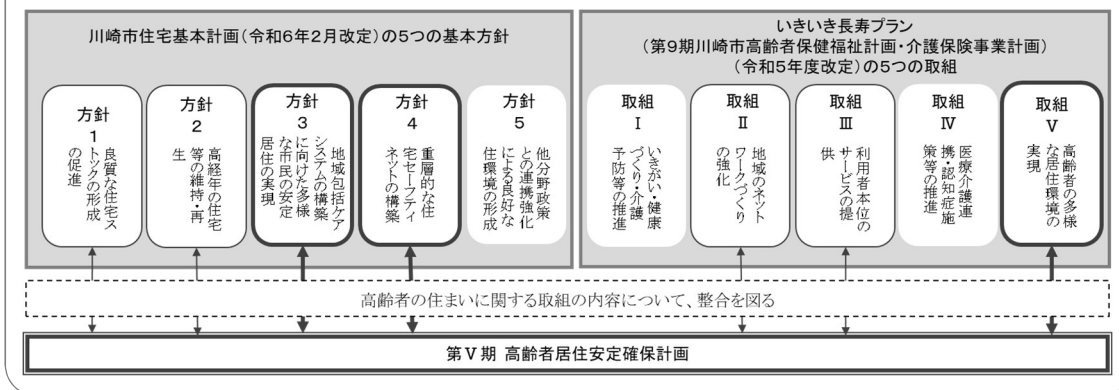 川崎市住宅基本計画(令和6年2月改定)の5つの基本方針
方針
1
良質な住宅ス
トックの形成
の促進
方針
2
高経年の住宅
等の維持・再
生
方針
3
地域包括ケア
システムの構築
に向けた多様
な市民の安定
居住の実現
方針
4
重層的な住
宅セーフティ
ネットの構築
方針
5
他分野政策
との連携強化
による良好な
住環境の形成
いきいき長寿プラン
(第9期川崎市高齢者保健福祉計画・介護保険事業計画)
(令和5年度改定)の5つの取組
取組
Ⅰ
いきがい・健康
づくり・介護
予防等の推進
取組
Ⅱ
地域のネット
ワークづくり
の強化
取組
Ⅲ
利用者本位の
サービスの提
供
取組
Ⅳ
医療介護連
携・認知症施
策等の推進
取組
Ⅴ
高齢者の多様
な居住環境の
実現
高齢者の住まいに関する取組の内容について、整合を図る
第Ⅴ期 高齢者居住安定確保計画